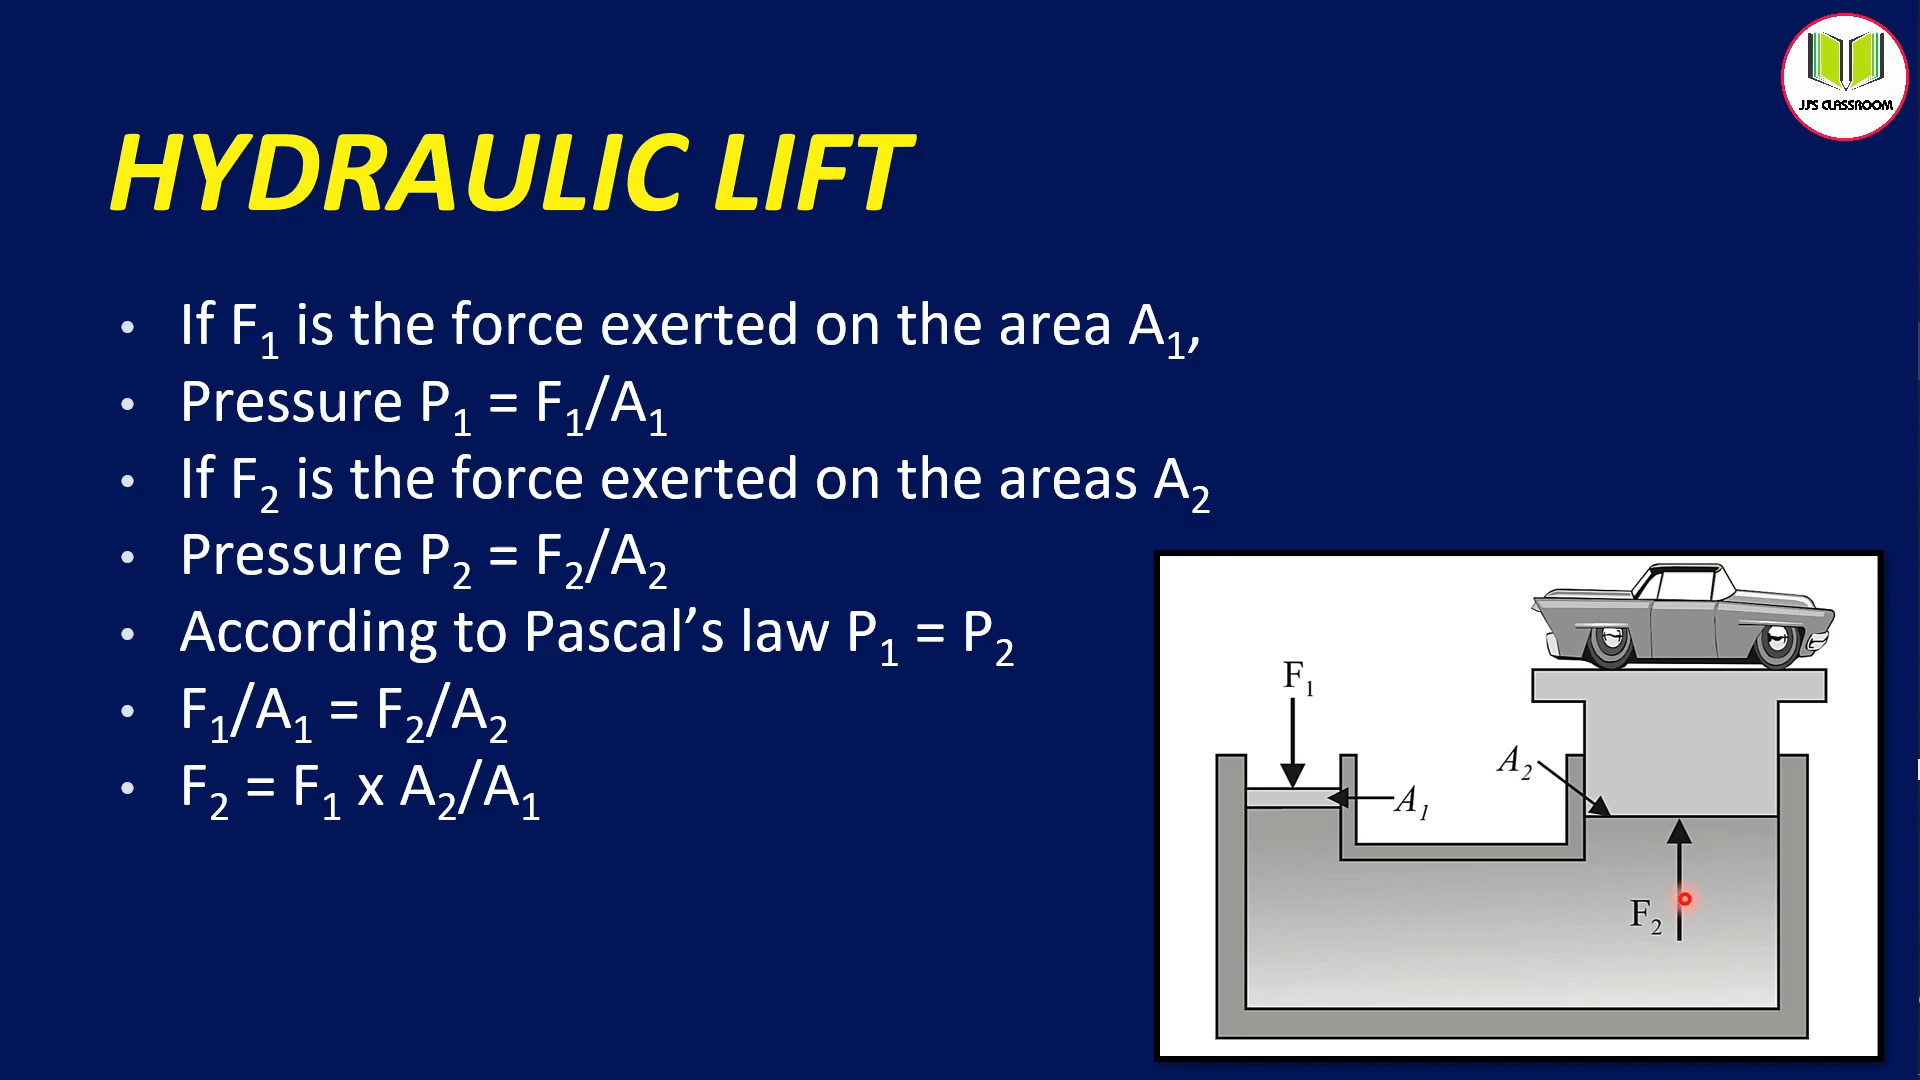 JJ'S CLASSROOM
HYDRAULIC LIFT
• If F₁ is the force exerted on the area A₁,
• Pressure P₁ = F₁/A₁
• If F₂ is the force exerted on the areas A₂
• Pressure P₂ = F₂/A₂
• According to Pascal’s law P₁ = P₂
• F₁/A₁ = F₂/A₂
• F₂ = F₁ x A₂/A₁
F₁
A₂
A₁
F₂